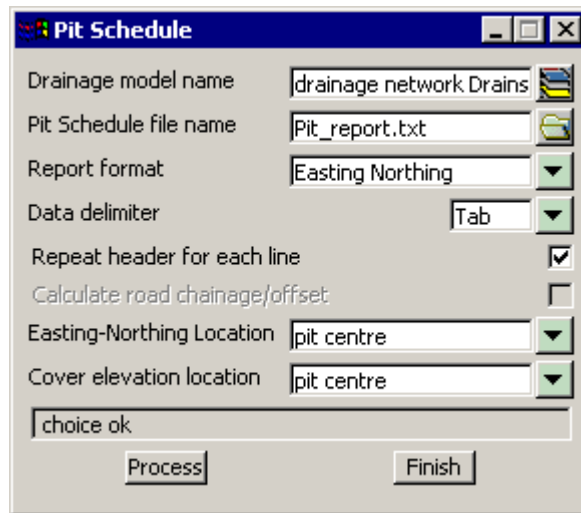 Pit Schedule
Drainage model name drainage network Drains
Pit Schedule file name Pit_report.txt
Report format Easting Northing
Data delimiter Tab
Repeat header for each line
Calculate road chainage/offset
Easting-Northing Location pit centre
Cover elevation location pit centre
choice ok
Process Finish